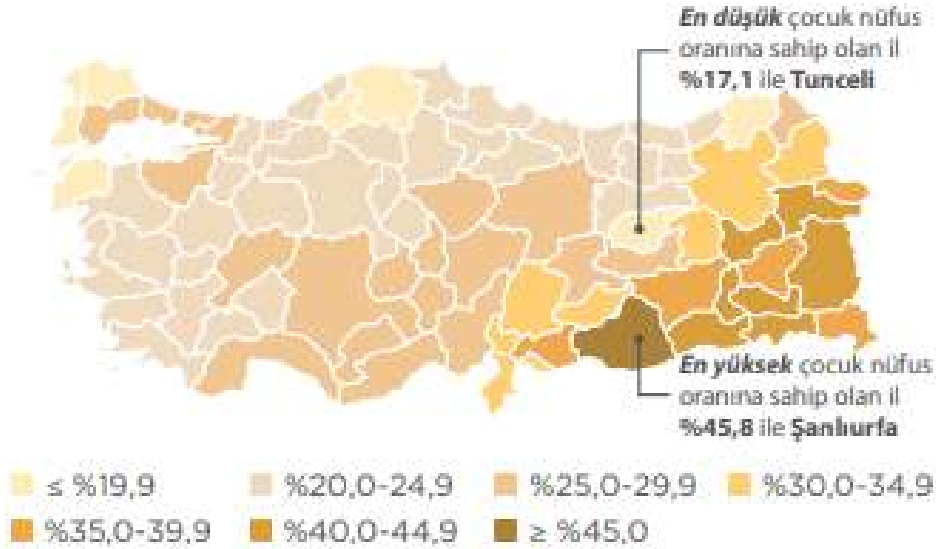 En düşük çocuk nüfus
oranına sahip olan il
%17,1 ile Tunceli
En yüksek çocuk nüfus
oranına sahip olan il
%45,8 ile Şanlıurfa
≤ %19,9
%20,0-24,9
%25,0-29,9
%30,0-34,9
%35,0-39,9
%40,0-44,9
≥ %45,0